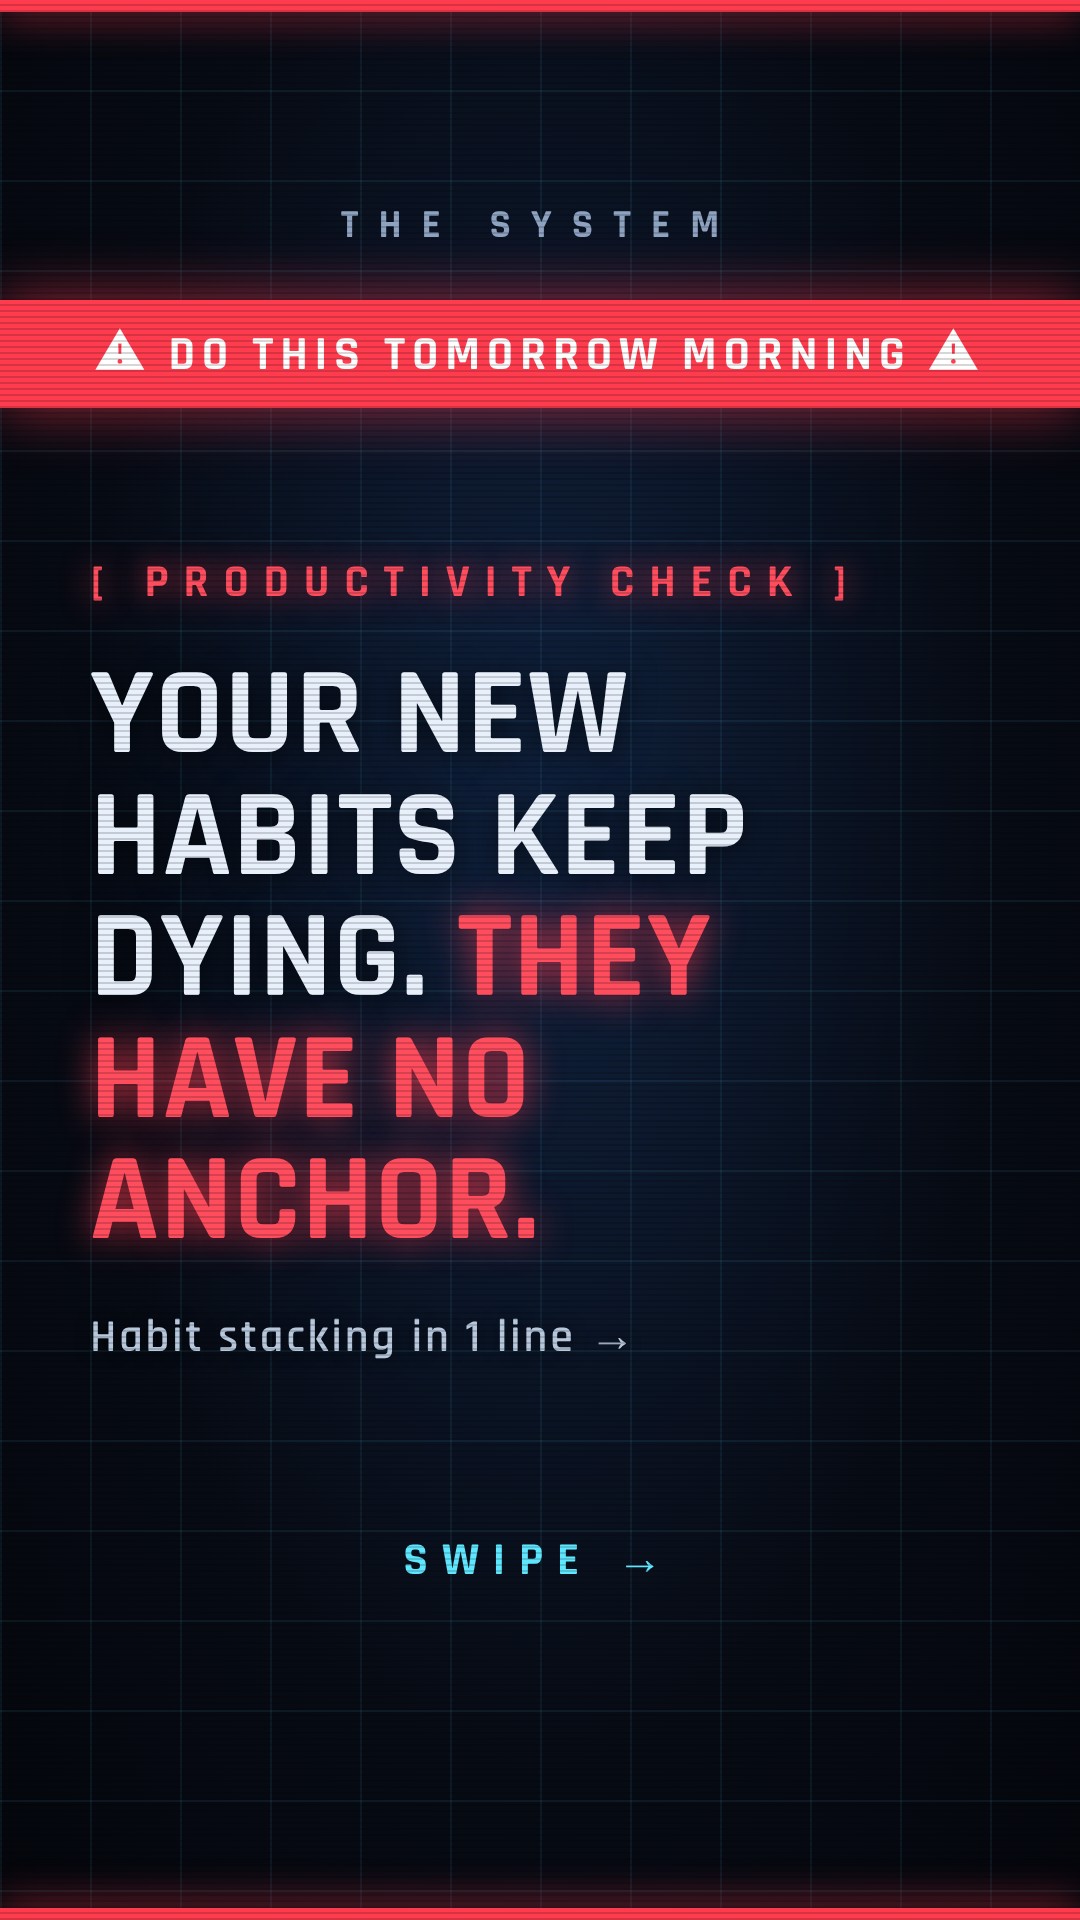 THE SYSTEM
⚠ DO THIS TOMORROW MORNING ⚠
[ PRODUCTIVITY CHECK ]
YOUR NEW
HABITS KEEP
DYING. THEY
HAVE NO
ANCHOR.
Habit stacking in 1 line →
SWIPE →